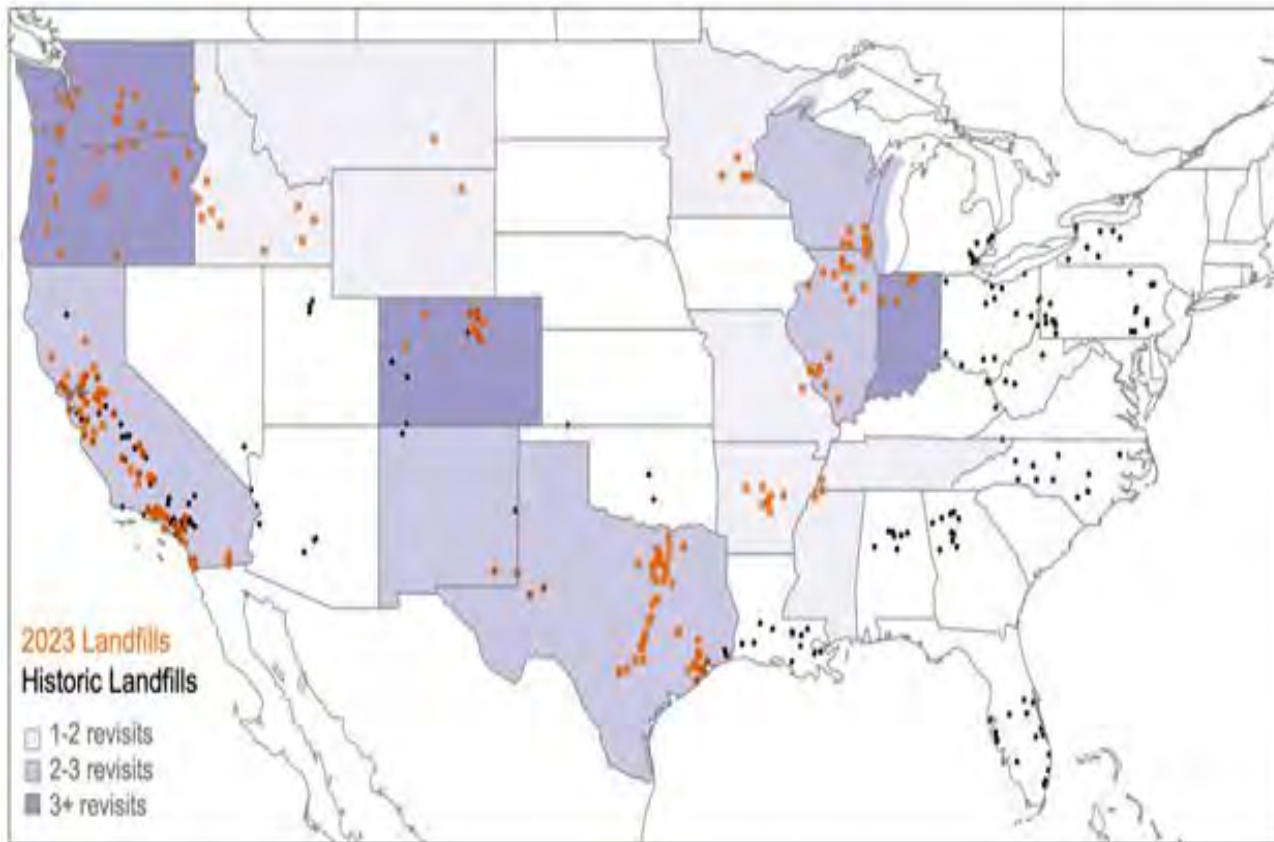 2023 Landfills
Historic Landfills
1-2 revisits
2-3 revisits
3+ revisits